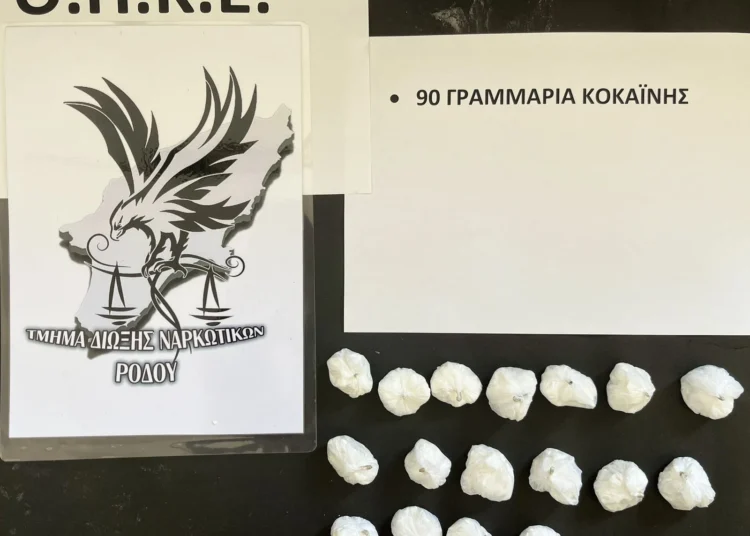 Ο.Π.Κ.Ε.
• 90 ΓΡΑΜΜΑΡΙΑ ΚΟΚΑΪΝΗΣ
ΤΜΗΜΑ ΔΙΩΞΗΣ ΝΑΡΚΩΤΙΚΩΝ
ΡΟΔΟΥ